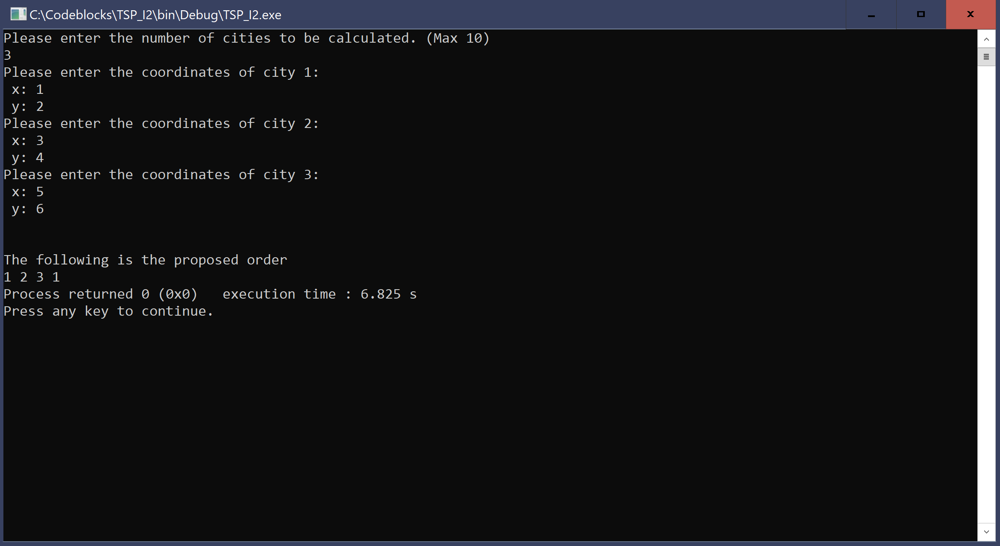 C:\Codeblocks\TSP_I2\bin\Debug\TSP_I2.exe
Please enter the number of cities to be calculated. (Max 10)
3
Please enter the coordinates of city 1:
x: 1
y: 2
Please enter the coordinates of city 2:
x: 3
y: 4
Please enter the coordinates of city 3:
x: 5
y: 6
The following is the proposed order
1 2 3 1
Process returned 0 (0x0)   execution time : 6.825 s
Press any key to continue.